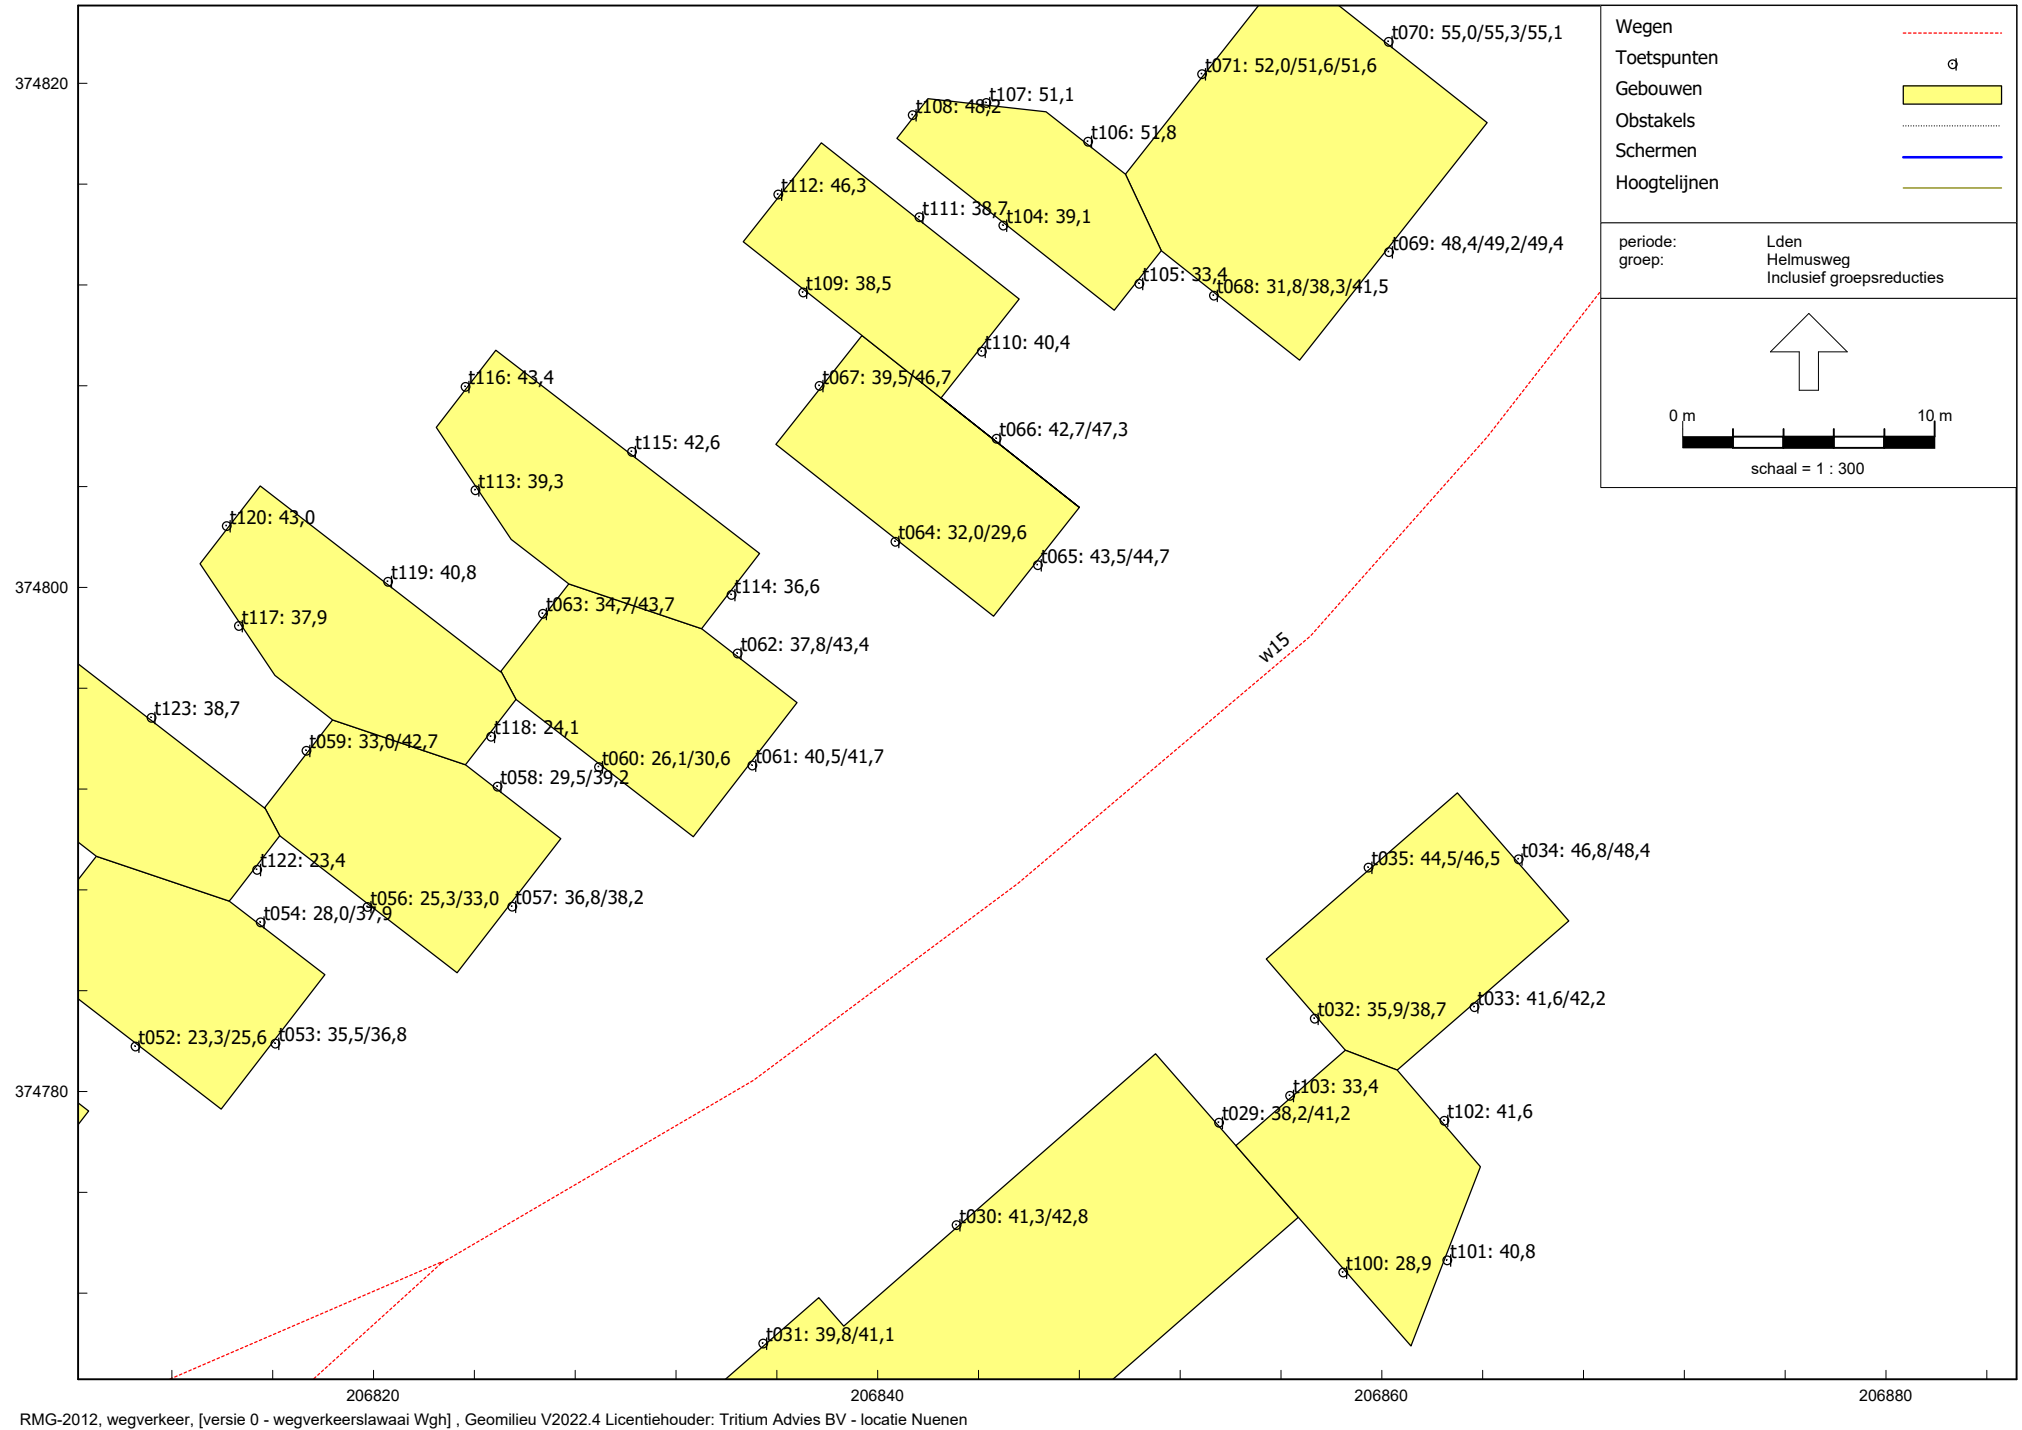 Wegen
Toetspunten
Gebouwen
Obstakels
Schermen
Hoogtelijnen
periode: Lden
groep: Helmusweg
Inclusief groepsreducties
0 m 10 m
schaal = 1 : 300
t070: 55,0/55,3/55,1
t071: 52,0/51,6/51,6
374820
t107: 51,1
t108: 48,2
t106: 51,8
t112: 46,3
t111: 38,7
t104: 39,1
t069: 48,4/49,2/49,4
t105: 33,4
t109: 38,5
t068: 31,8/38,3/41,5
t110: 40,4
t116: 43,4
t067: 39,5/46,7
t066: 42,7/47,3
t115: 42,6
t113: 39,3
t120: 43,0
t064: 32,0/29,6
t065: 43,5/44,7
374800
t119: 40,8
t114: 36,6
t063: 34,7/43,7
t117: 37,9
t062: 37,8/43,4
w15
t123: 38,7
t118: 24,1
t059: 33,0/42,7
t060: 26,1/30,6
t061: 40,5/41,7
t058: 29,5/39,2
t035: 44,5/46,5
t034: 46,8/48,4
t122: 23,4
t056: 25,3/33,0
t057: 36,8/38,2
t054: 28,0/37,9
t033: 41,6/42,2
t032: 35,9/38,7
t052: 23,3/25,6
t053: 35,5/36,8
374780
t103: 33,4
t029: 38,2/41,2
t102: 41,6
t030: 41,3/42,8
t101: 40,8
t100: 28,9
t031: 39,8/41,1
206820 206840 206860 206880
RMG-2012, wegverkeer, [versie 0 - wegverkeerslawaai Wgh] , Geomilieu V2022.4 Licentiehouder: Tritium Advies BV - locatie Nuenen